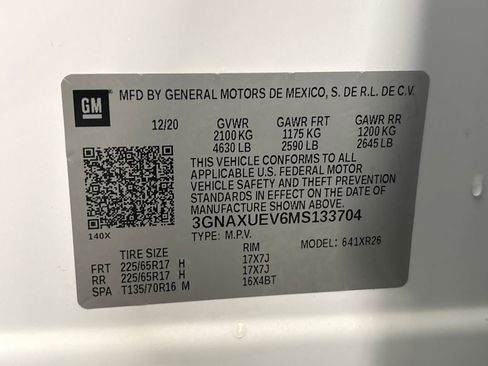 GM
MFD BY GENERAL MOTORS DE MEXICO, S. DE R.L. DE C.V.
12/20 GVWR GAWR FRT GAWR RR
2100 KG 1175 KG 1200 KG
4630 LB 2590 LB 2645 LB
THIS VEHICLE CONFORMS TO ALL
APPLICABLE U.S. FEDERAL MOTOR
VEHICLE SAFETY AND THEFT PREVENTION
STANDARDS IN EFFECT ON THE DATE OF
MANUFACTURE SHOWN ABOVE.
3GNAXUEV6MS133704
140X
TYPE: M.P.V. MODEL: 641XR26
TIRE SIZE RIM
FRT 225/65R17 H 17X7J
RR 225/65R17 H 17X7J
SPA T135/70R16 M 16X4BT